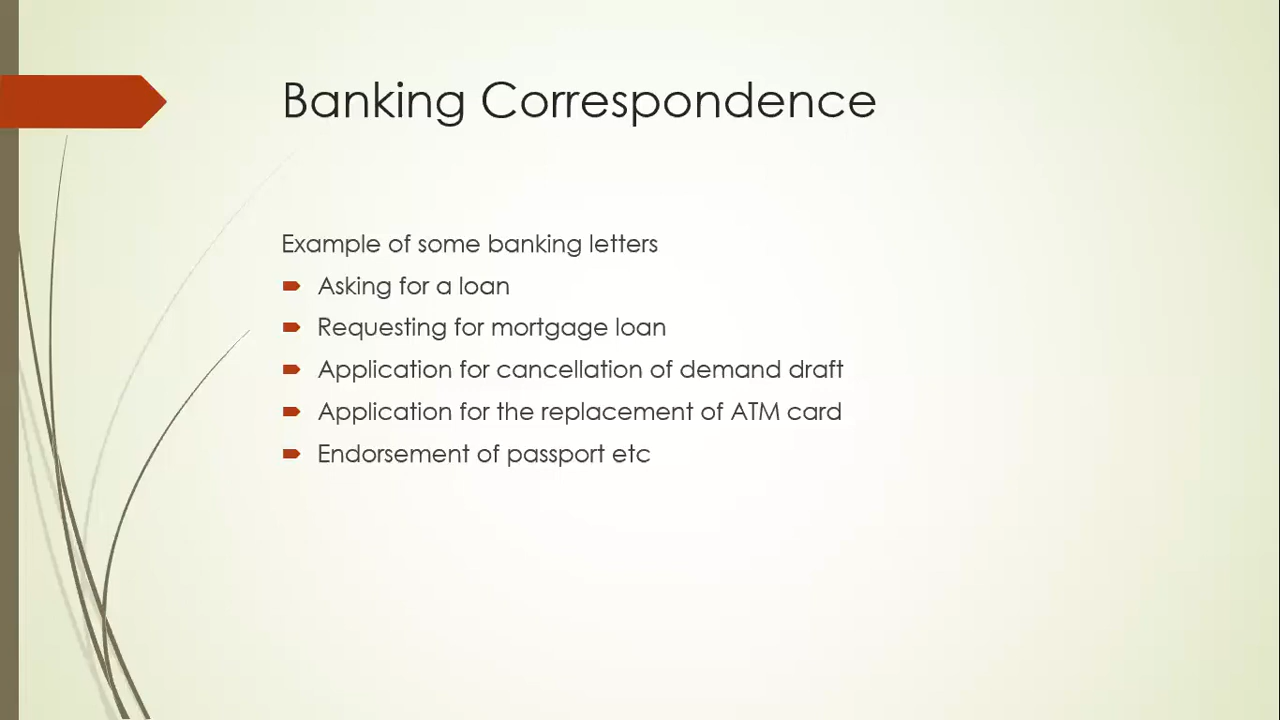 Banking Correspondence
Example of some banking letters
Asking for a loan
Requesting for mortgage loan
Application for cancellation of demand draft
Application for the replacement of ATM card
Endorsement of passport etc